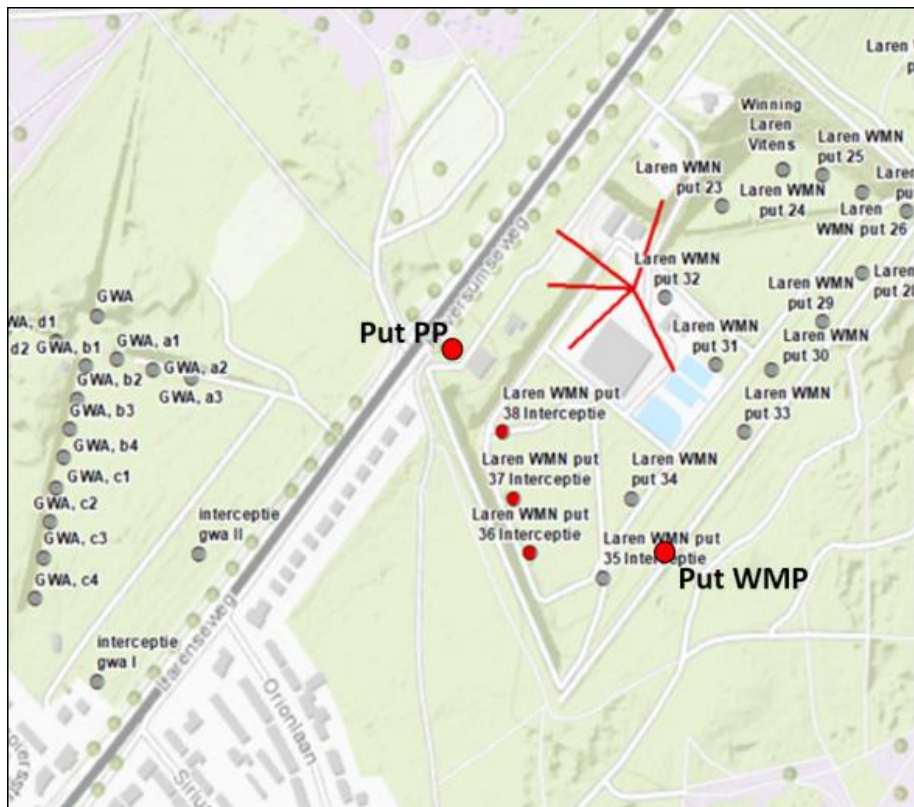 Laren
Winning
Laren
Vitens
Laren WMN
put 25
Laren WMN
put 23
Laren WMN
put 24
Laren
WMN
put 26
Laren WMN
put 32
Laren WMN
put 29
Laren
put 28
Laren WMN
put 31
Laren WMN
put 30
ersumseweg
Put PP
GWA
GWA, d1
d2
GWA, b1
GWA, a1
GWA, a2
GWA, a3
GWA, b2
GWA, b3
GWA, b4
GWA, c1
GWA, c2
GWA, c3
GWA, c4
Laren WMN put
38 Interceptie
Laren WMN
put 33
Laren WMN put
37 Interceptie
Laren WMN
put 34
Laren WMN put
36 Interceptie
Laren WMN put
35 Interceptie
Put WMP
interceptie
gwa II
interceptie
gwa I
Larenseweg
Orionlaan
Sirius